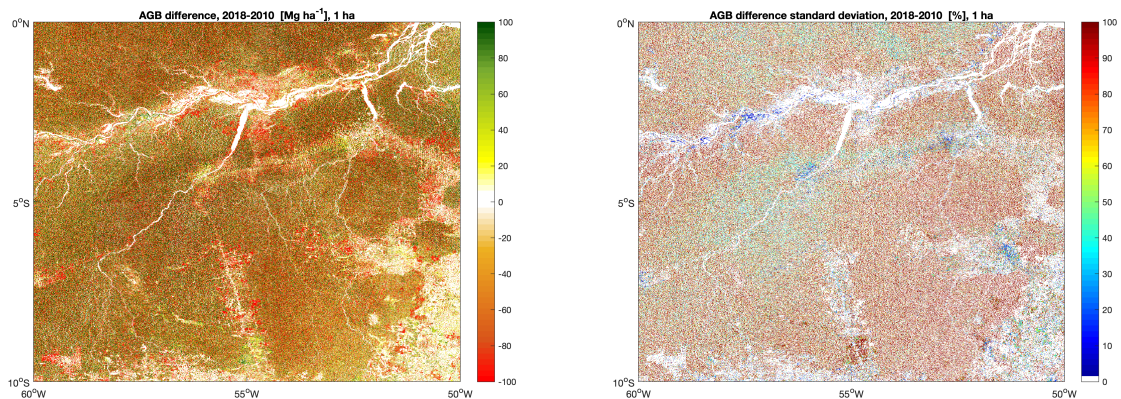 AGB difference, 2018-2010 [Mg ha⁻¹], 1 ha
0°N
5°S
10°S
60°W
55°W
50°W
100
80
60
40
20
0
-20
-40
-60
-80
-100
AGB difference standard deviation, 2018-2010 [%], 1 ha
0°N
5°S
10°S
60°W
55°W
50°W
100
90
80
70
60
50
40
30
20
10
0